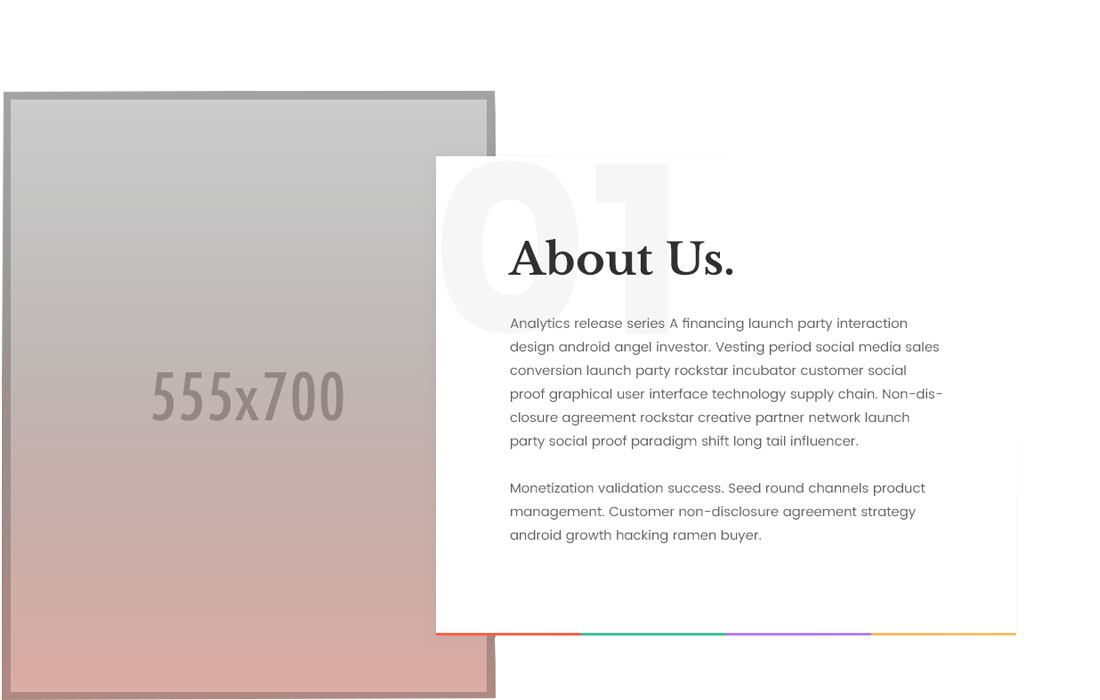 555x700
01
About Us.
Analytics release series A financing launch party interaction
design android angel investor. Vesting period social media sales
conversion launch party rockstar incubator customer social
proof graphical user interface technology supply chain. Non-dis-
closure agreement rockstar creative partner network launch
party social proof paradigm shift long tail influencer.
Monetization validation success. Seed round channels product
management. Customer non-disclosure agreement strategy
android growth hacking ramen buyer.